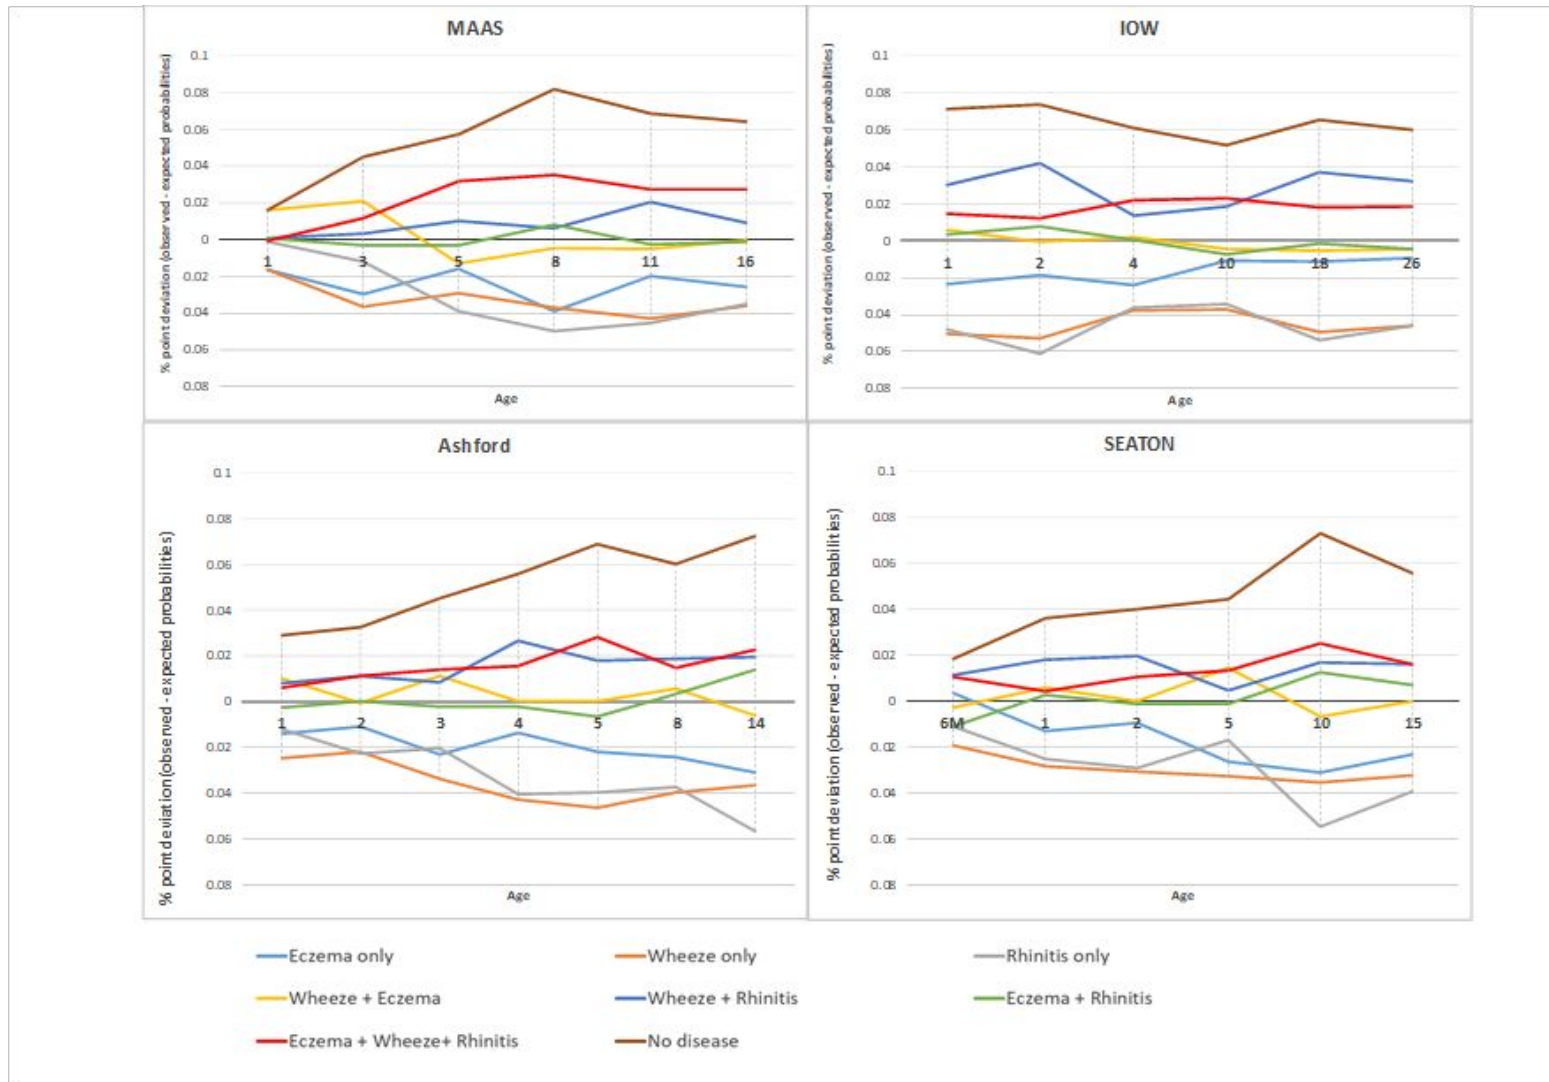 MAAS
% point deviation (observed - expected probabilities)
0.1
0.08
0.06
0.04
0.02
0
0.02
0.04
0.06
0.08
1 3 5 8 11 16
Age
IOW
% point deviation (observed - expected probabilities)
0.1
0.08
0.06
0.04
0.02
0
0.02
0.04
0.06
0.08
1 2 4 10 18 26
Age
Ashford
% point deviation (observed - expected probabilities)
0.1
0.08
0.06
0.04
0.02
0
0.02
0.04
0.06
0.08
1 2 3 4 5 8 14
Age
SEATON
% point deviation (observed - expected probabilities)
0.1
0.08
0.06
0.04
0.02
0
0.02
0.04
0.06
0.08
6M 1 2 5 10 15
Age
Eczema only Wheeze only Rhinitis only
Wheeze + Eczema Wheeze + Rhinitis Eczema + Rhinitis
Eczema + Wheeze+ Rhinitis No disease